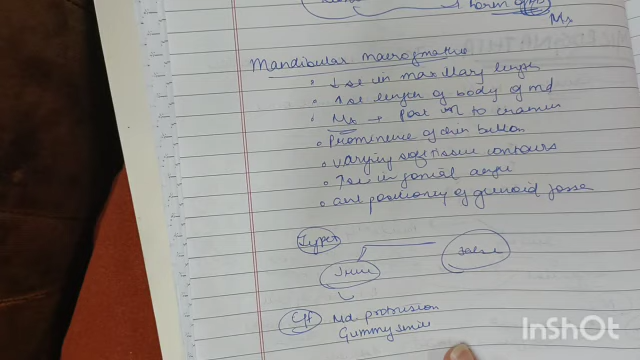 Mx
Mandibular macrognathia
• ↓se in maxillary length
• ↑se length of body of md
• Mx → Post to cranium
• Prominence of chin button
• varying soft tissue contours
• ↑se in gonial angle
• ant positioning of glenoid fossa
Types
True
False
C/f Md protrusion
Gummy smile
InShOt